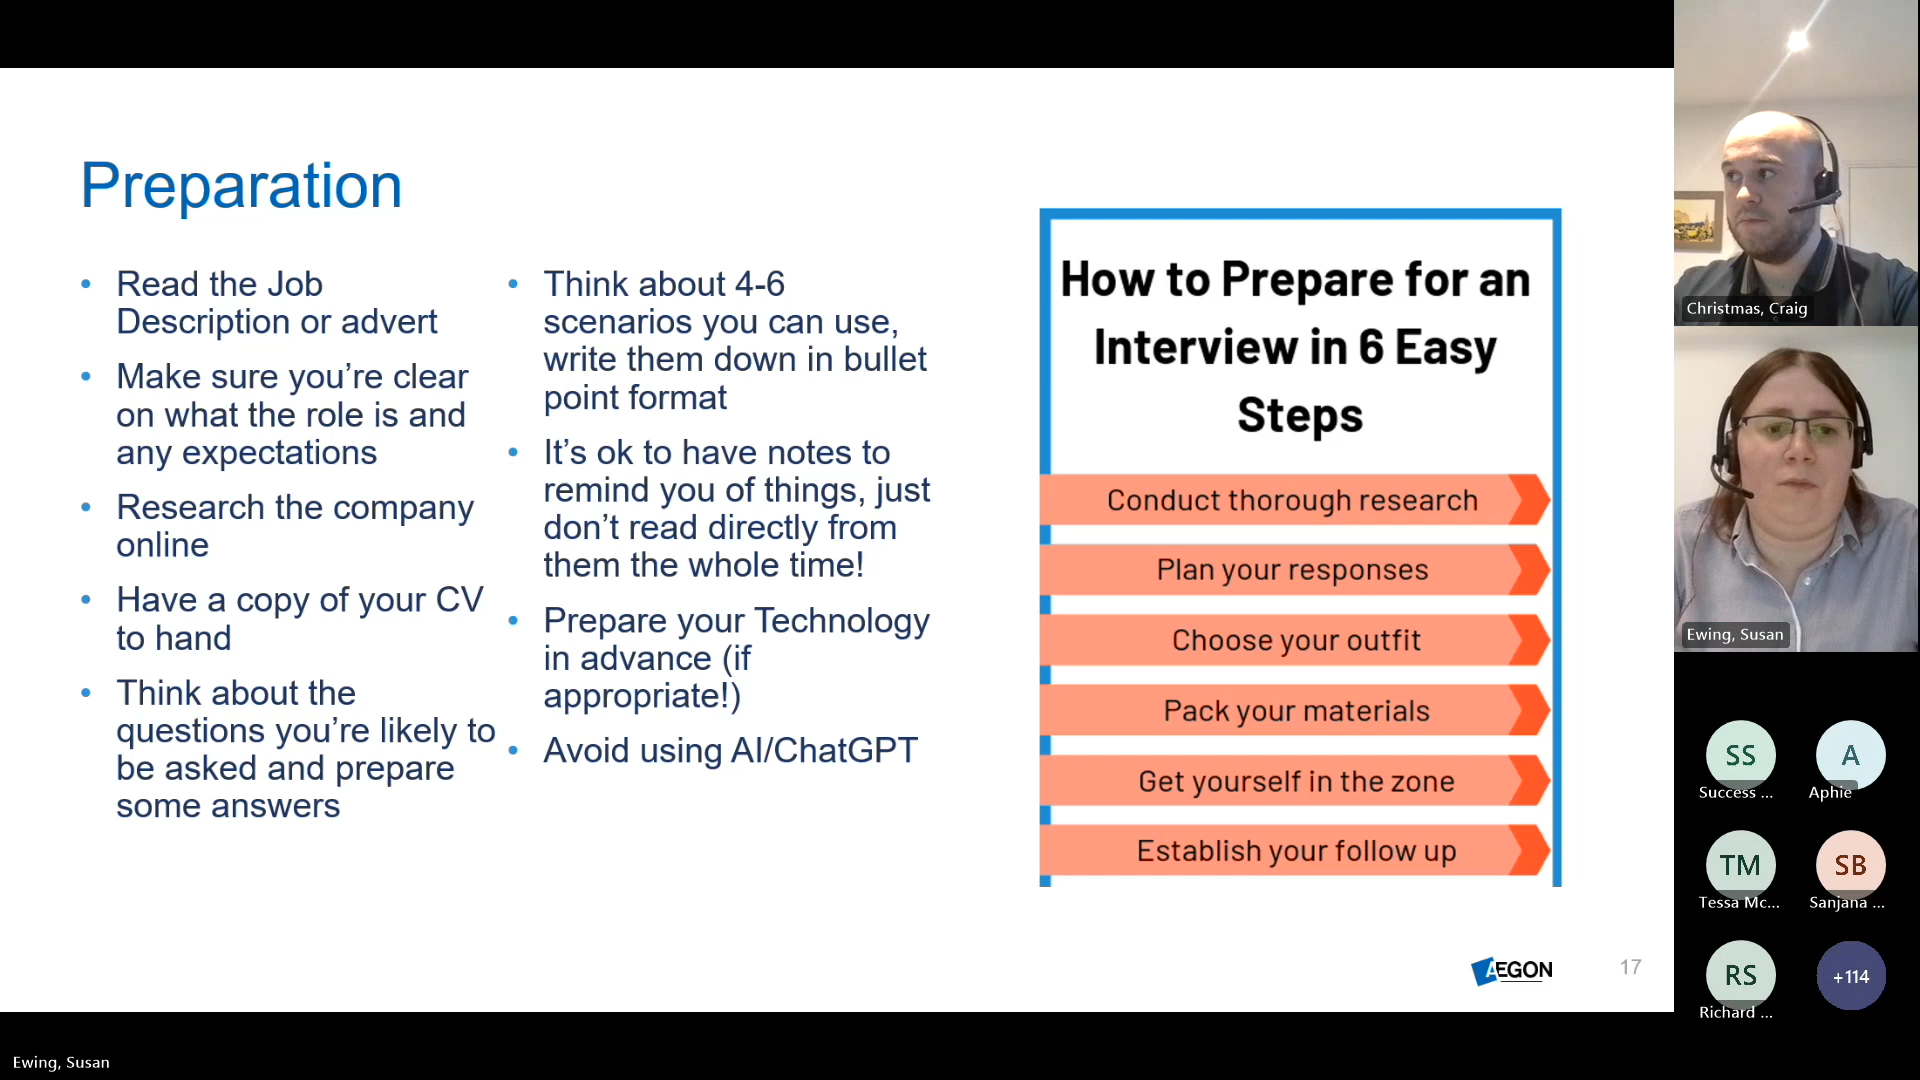 Preparation
• Read the Job
Description or advert
• Make sure you’re clear
on what the role is and
any expectations
• Research the company
online
• Have a copy of your CV
to hand
• Think about the
questions you’re likely to
be asked and prepare
some answers
• Think about 4-6
scenarios you can use,
write them down in bullet
point format
• It’s ok to have notes to
remind you of things, just
don’t read directly from
them the whole time!
• Prepare your Technology
in advance (if
appropriate!)
• Avoid using AI/ChatGPT
How to Prepare for an
Interview in 6 Easy
Steps
Conduct thorough research
Plan your responses
Choose your outfit
Pack your materials
Get yourself in the zone
Establish your follow up
AEGON
17
Christmas, Craig
Ewing, Susan
SS
Success ...
A
Aphie
TM
Tessa Mc...
SB
Sanjana ...
RS
Richard ...
+114
Ewing, Susan